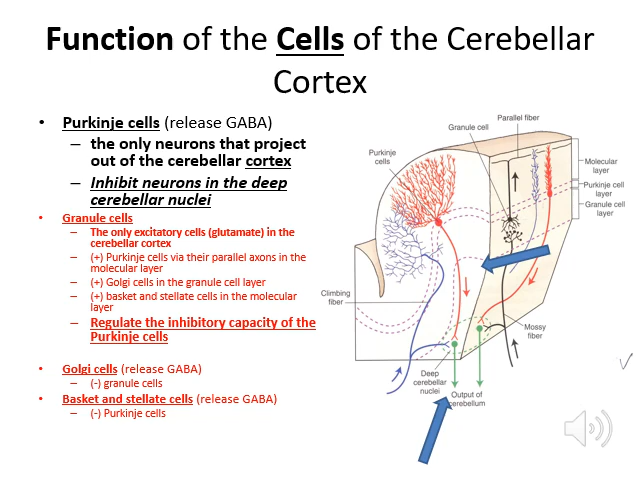 Function of the Cells of the Cerebellar
Cortex
• Purkinje cells (release GABA)
– the only neurons that project
out of the cerebellar cortex
– Inhibit neurons in the deep
cerebellar nuclei
• Granule cells
– The only excitatory cells (glutamate) in the
cerebellar cortex
– (+) Purkinje cells via their parallel axons in the
molecular layer
– (+) Golgi cells in the granule cell layer
– (+) basket and stellate cells in the molecular
layer
– Regulate the inhibitory capacity of the
Purkinje cells
• Golgi cells (release GABA)
– (-) granule cells
• Basket and stellate cells (release GABA)
– (-) Purkinje cells
Parallel fiber
Granule cell
Purkinje
cells
Molecular
layer
Purkinje cell
layer
Granule cell
layer
Climbing
fiber
Mossy
fiber
Deep
cerebellar
nuclei
Output of
cerebellum